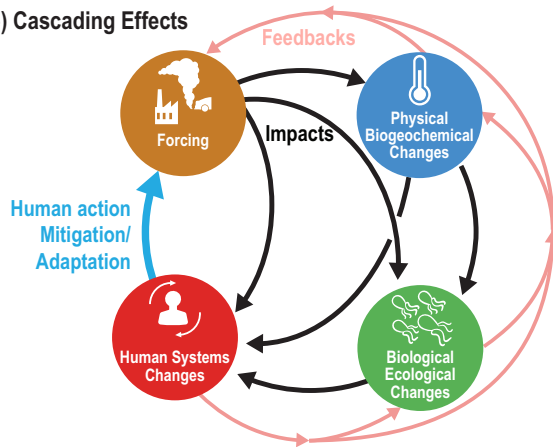 ) Cascading Effects
Feedbacks
Forcing
Impacts
Physical
Biogeochemical
Changes
Human action
Mitigation/
Adaptation
Human Systems
Changes
Biological
Ecological
Changes